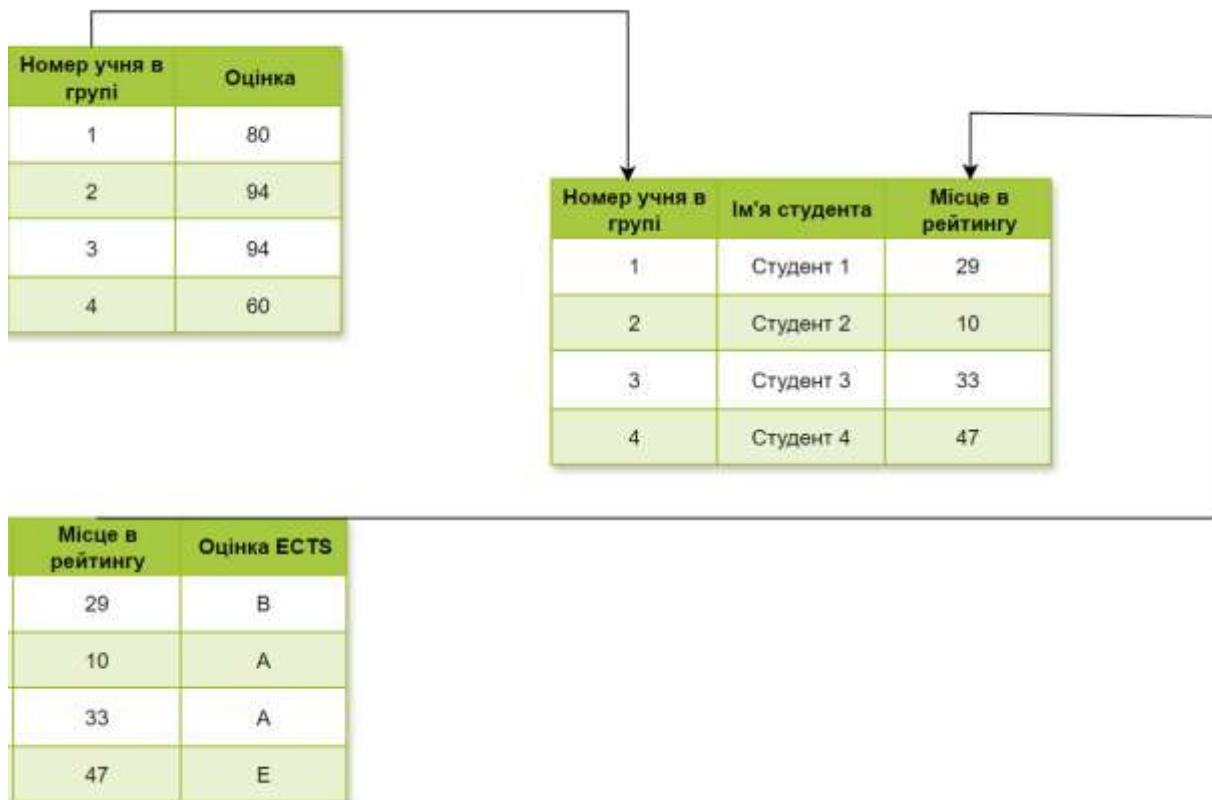 Номер учня в групі Оцінка
1 80
2 94
3 94
4 60
Номер учня в групі Ім'я студента Місце в рейтингу
1 Студент 1 29
2 Студент 2 10
3 Студент 3 33
4 Студент 4 47
Місце в рейтингу Оцінка ECTS
29 B
10 A
33 A
47 E